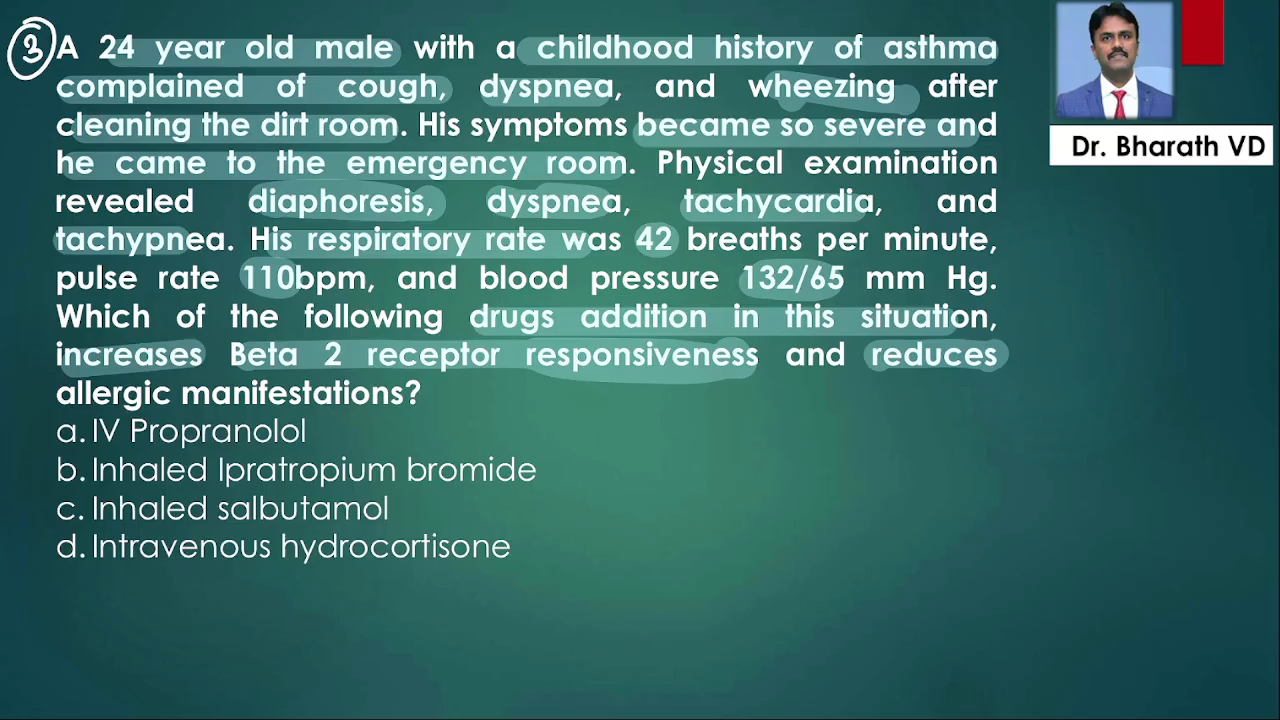 3 A 24 year old male with a childhood history of asthma
complained of cough, dyspnea, and wheezing after
cleaning the dirt room. His symptoms became so severe and
he came to the emergency room. Physical examination
revealed diaphoresis, dyspnea, tachycardia, and
tachypnea. His respiratory rate was 42 breaths per minute,
pulse rate 110bpm, and blood pressure 132/65 mm Hg.
Which of the following drugs addition in this situation,
increases Beta 2 receptor responsiveness and reduces
allergic manifestations?
a. IV Propranolol
b. Inhaled Ipratropium bromide
c. Inhaled salbutamol
d. Intravenous hydrocortisone
Dr. Bharath VD